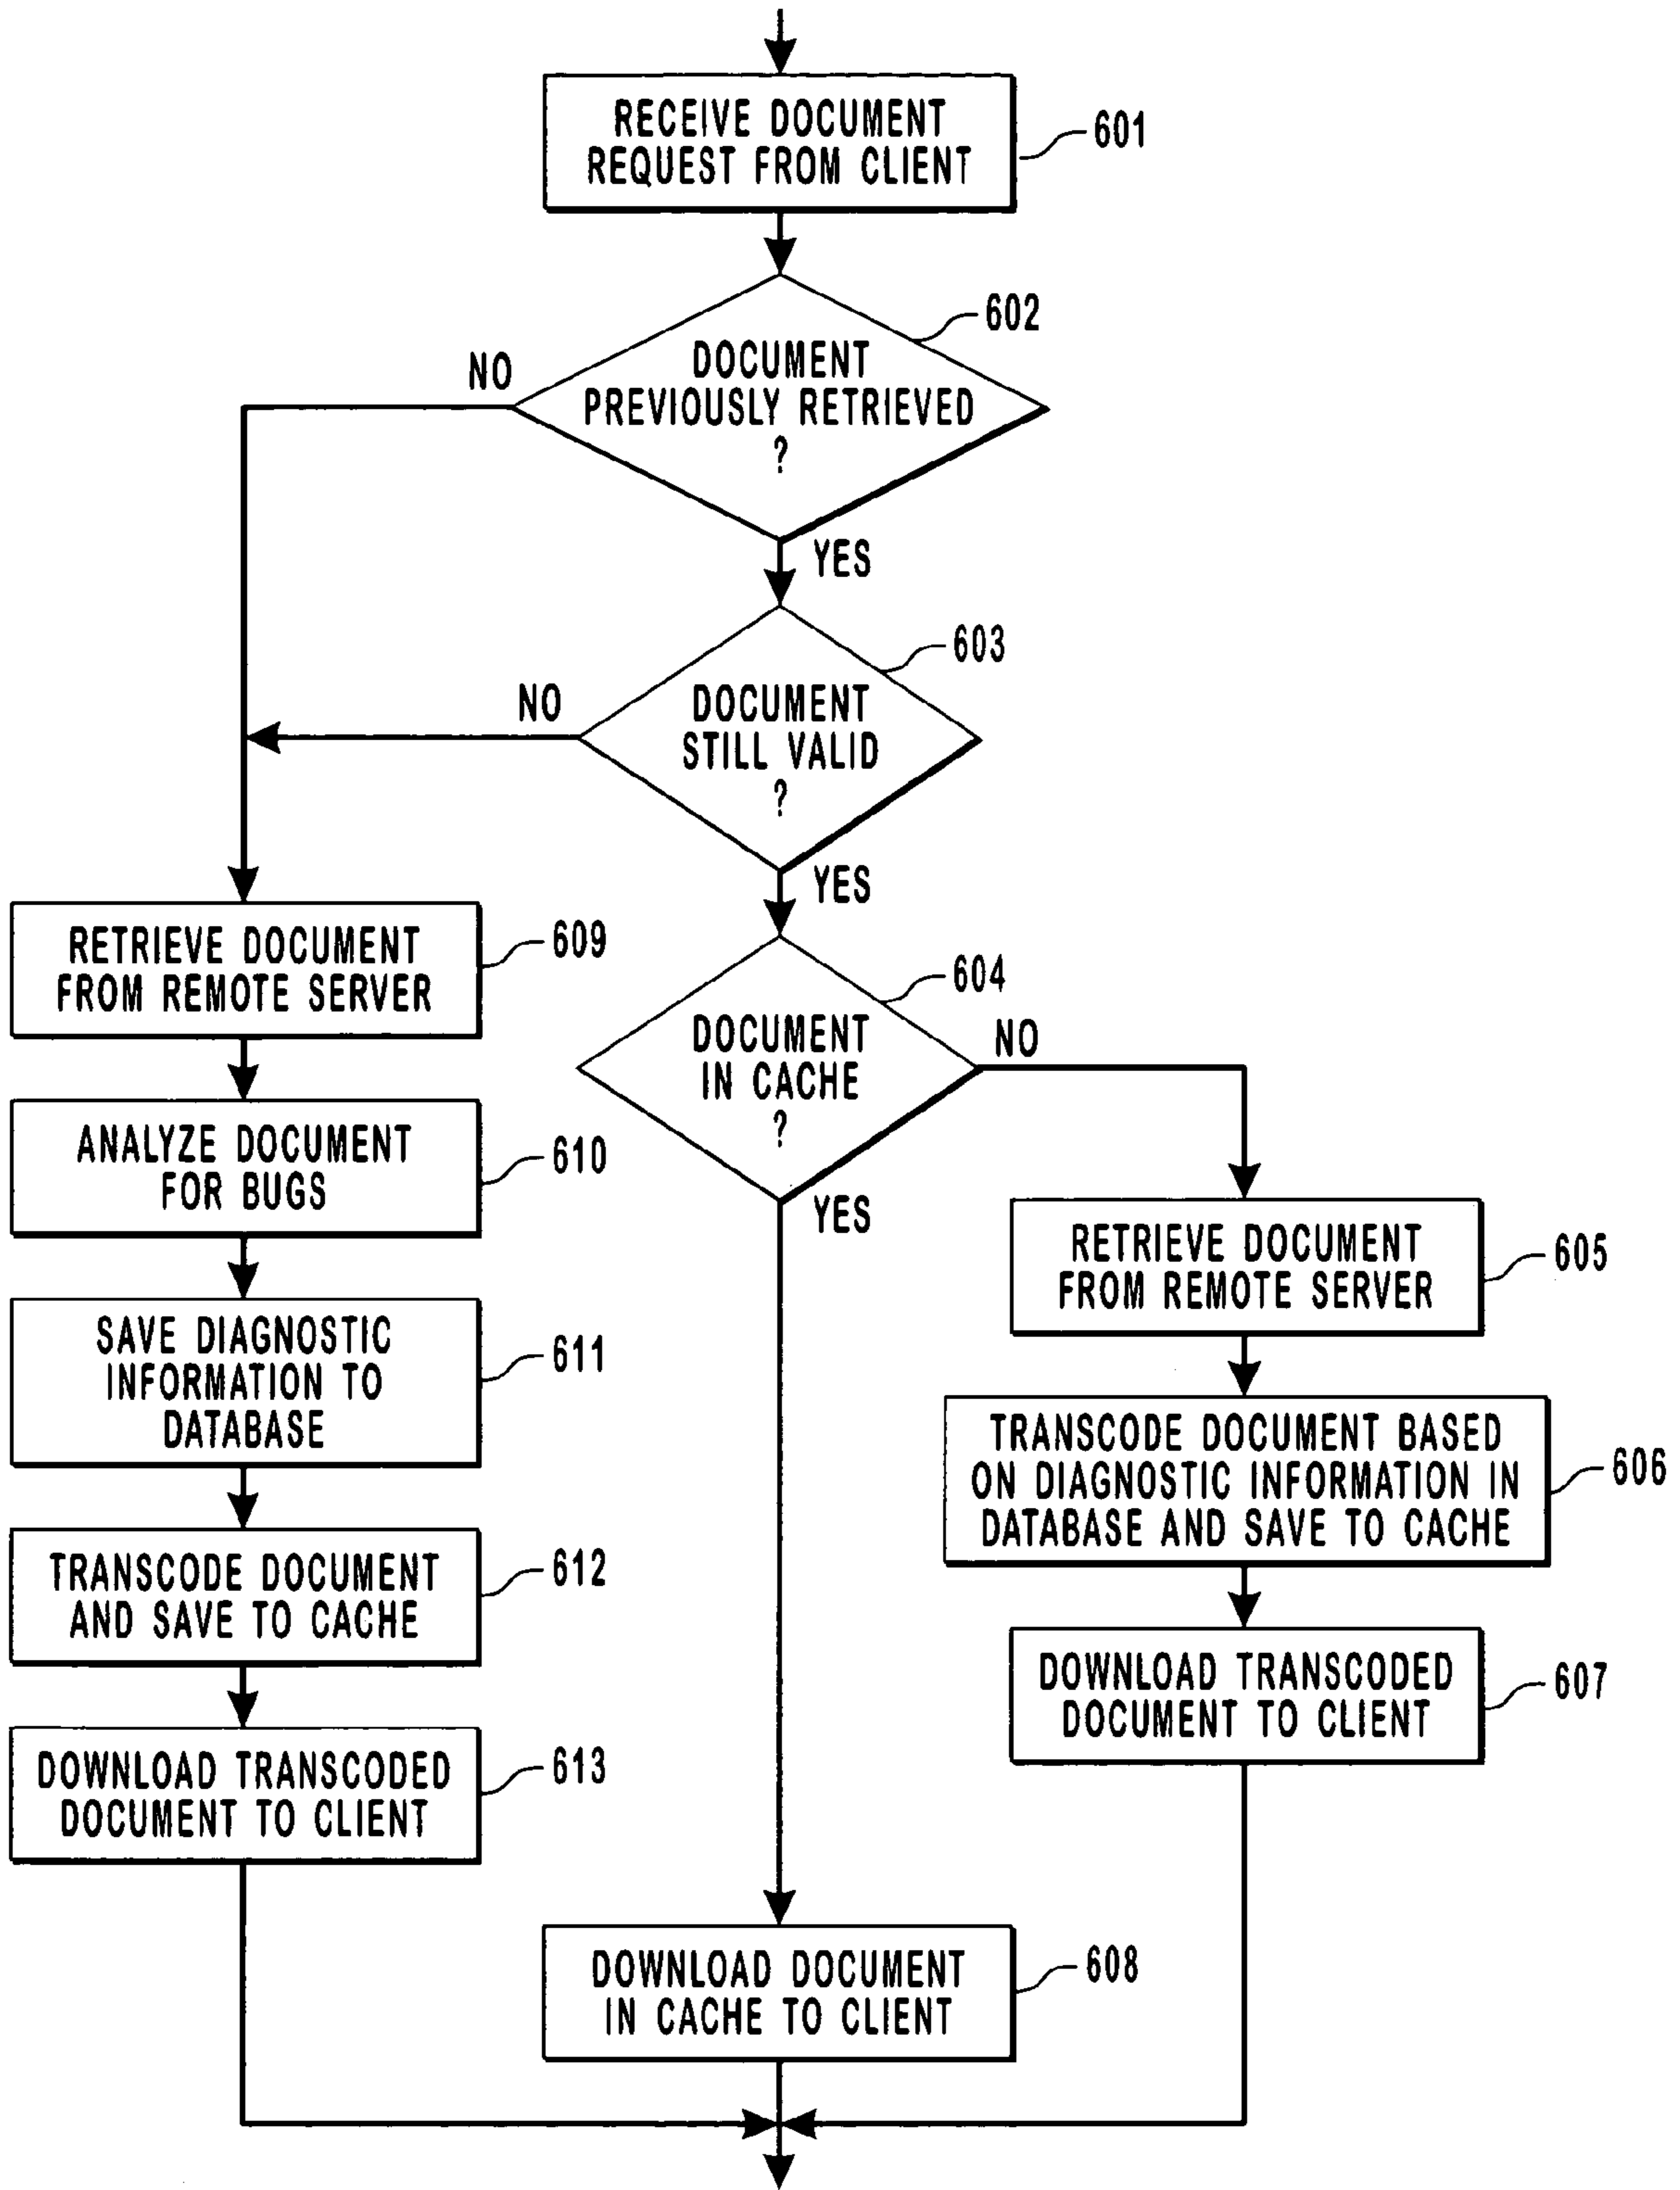 RECEIVE DOCUMENT
REQUEST FROM CLIENT
601
602
DOCUMENT
PREVIOUSLY RETRIEVED
?
NO
YES
603
DOCUMENT
STILL VALID
?
NO
YES
604
DOCUMENT
IN CACHE
?
NO
YES
RETRIEVE DOCUMENT
FROM REMOTE SERVER
609
ANALYZE DOCUMENT
FOR BUGS
610
SAVE DIAGNOSTIC
INFORMATION TO
DATABASE
611
TRANSCODE DOCUMENT
AND SAVE TO CACHE
612
DOWNLOAD TRANSCODED
DOCUMENT TO CLIENT
613
RETRIEVE DOCUMENT
FROM REMOTE SERVER
605
TRANSCODE DOCUMENT BASED
ON DIAGNOSTIC INFORMATION IN
DATABASE AND SAVE TO CACHE
606
DOWNLOAD TRANSCODED
DOCUMENT TO CLIENT
607
DOWNLOAD DOCUMENT
IN CACHE TO CLIENT
608